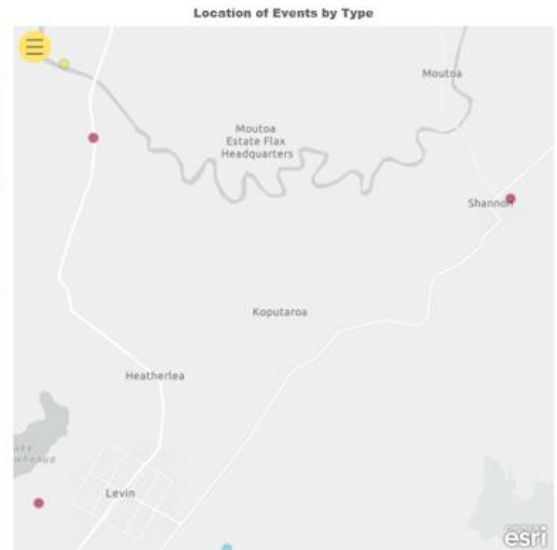 Location of Events by Type
Moutoa
Moutoa
Estate Flax
Headquarters
Shannon
Koputaroa
Heatherlea
Levin
esri